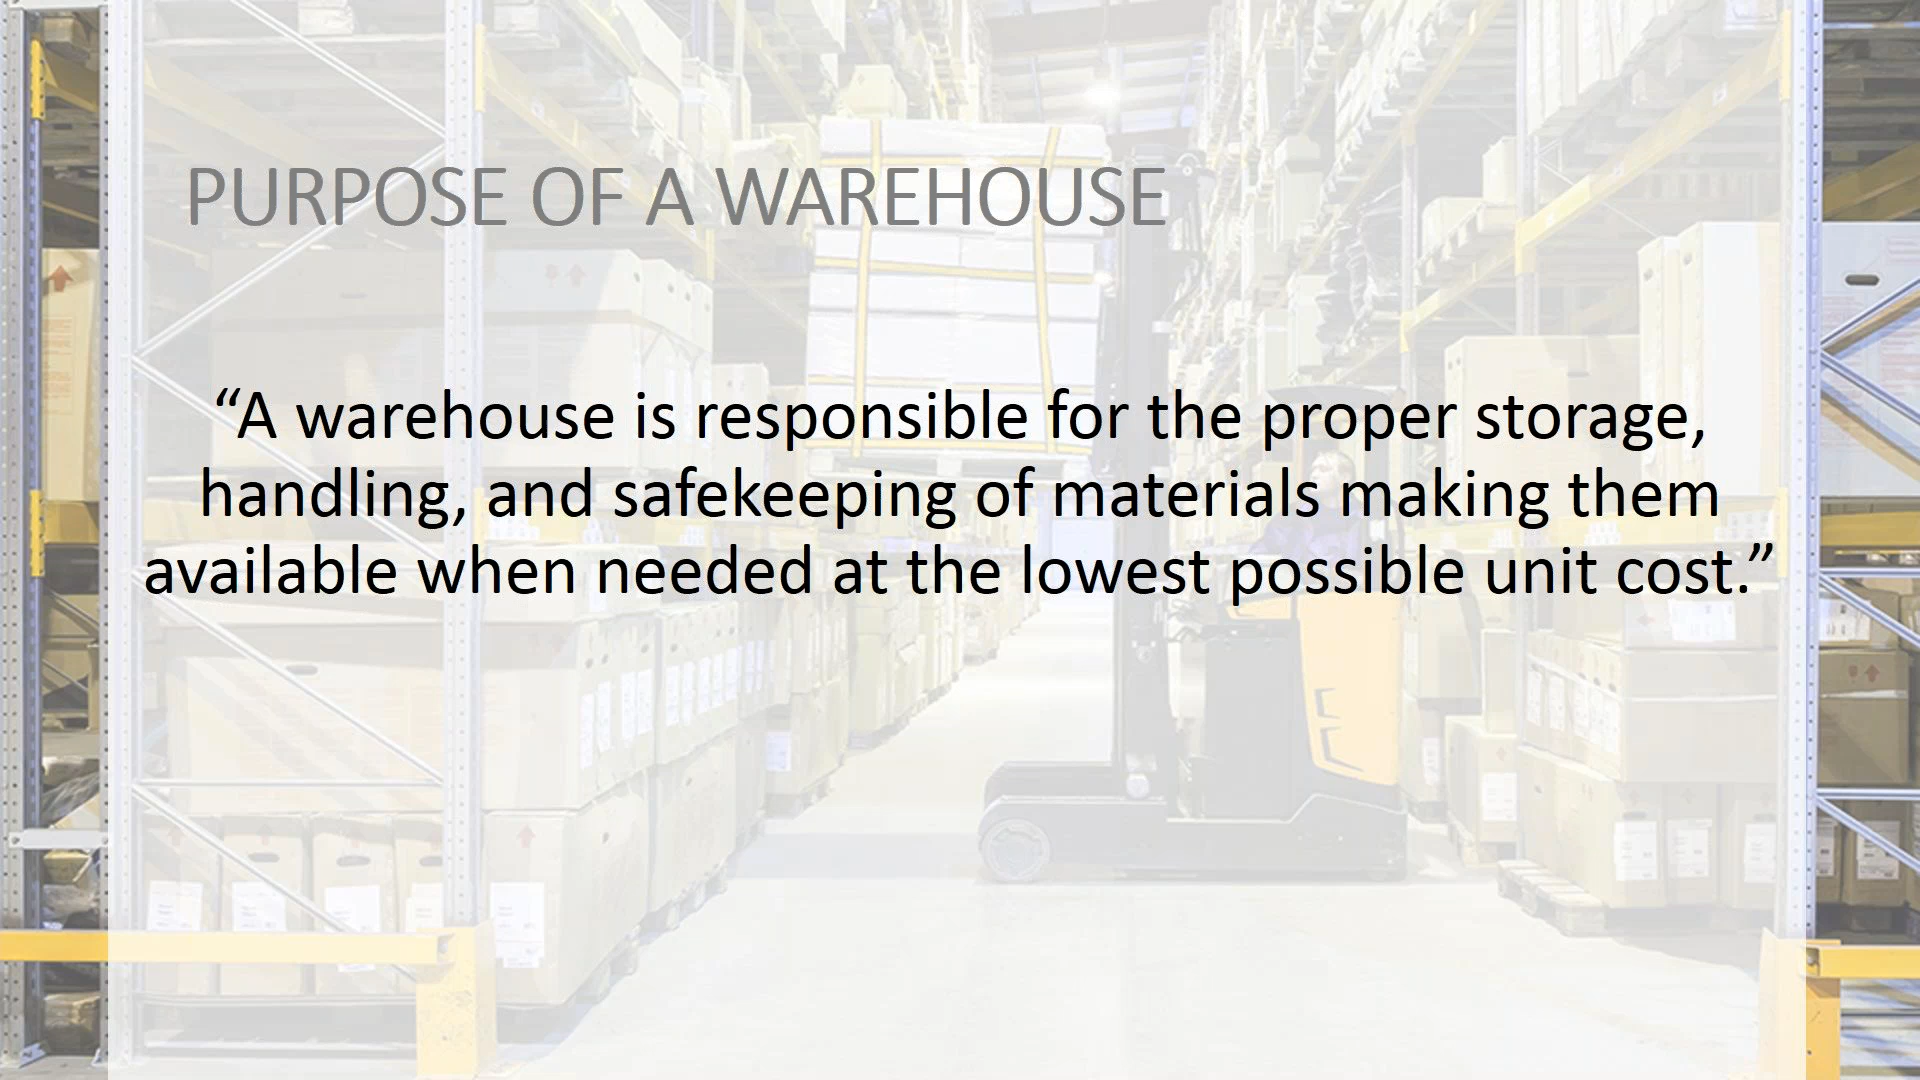 PURPOSE OF A WAREHOUSE
“A warehouse is responsible for the proper storage,
handling, and safekeeping of materials making them
available when needed at the lowest possible unit cost.”